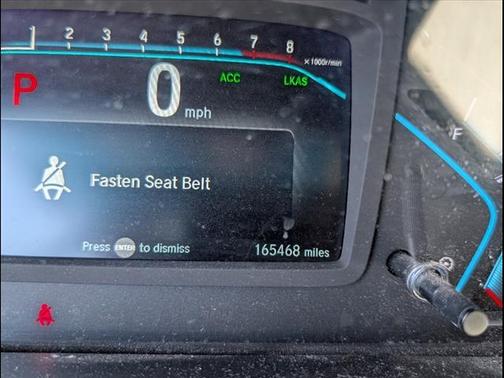 1 2 3 4 5 6 7 8
× 1000r/min
P 0 mph
ACC LKAS
F
Fasten Seat Belt
Press ENTER to dismiss
165468 miles